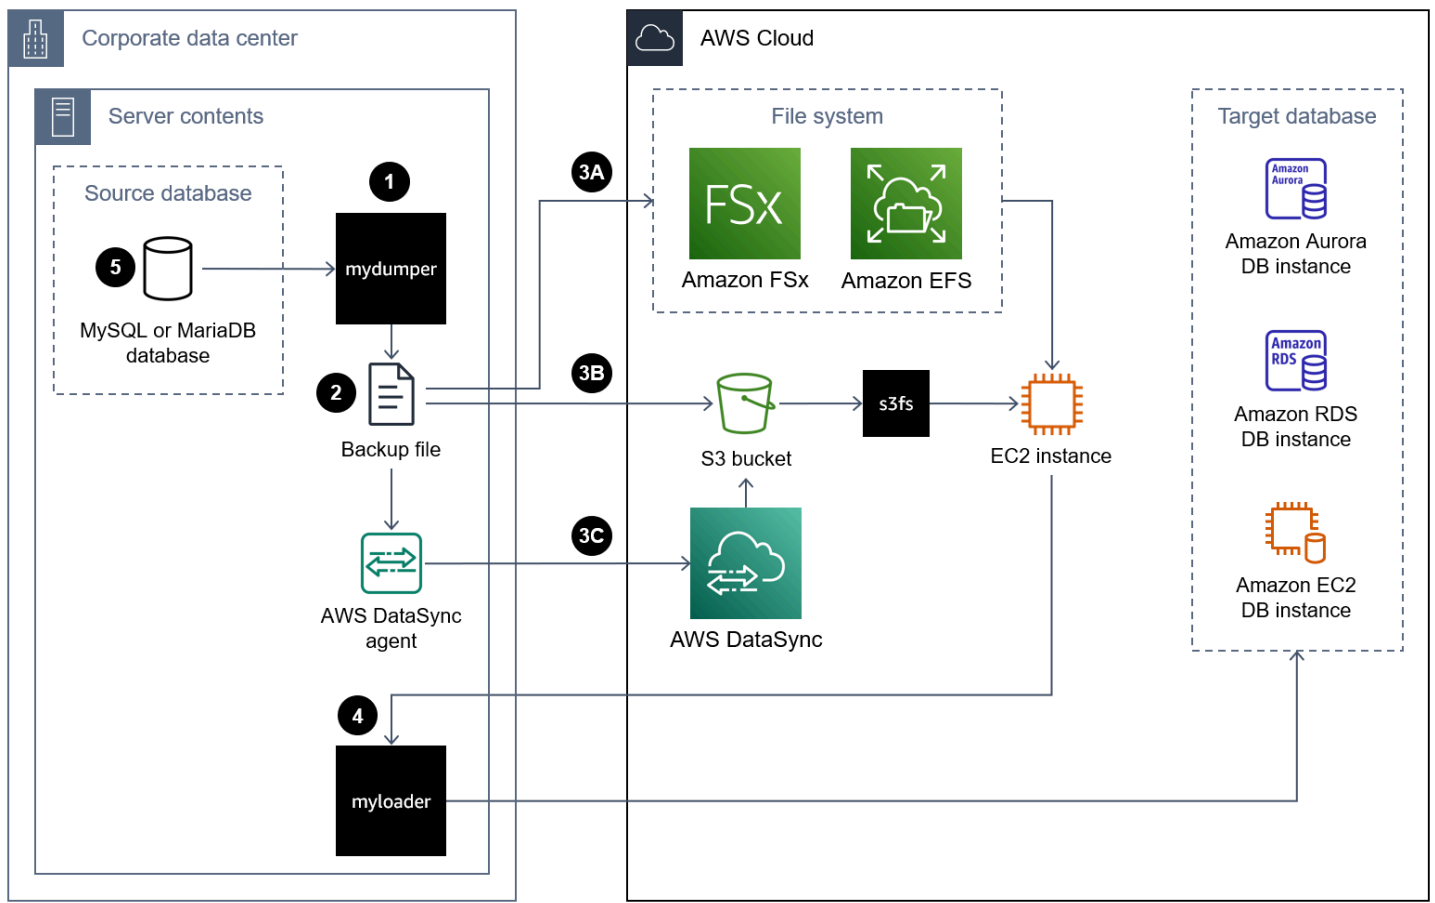 Corporate data center
Server contents
Source database
5
MySQL or MariaDB
database
1
mydumper
2
Backup file
AWS DataSync
agent
4
myloader
3A
3B
3C
AWS Cloud
File system
FSx
Amazon FSx
Amazon EFS
S3 bucket
s3fs
EC2 instance
AWS DataSync
Target database
Amazon
Aurora
Amazon Aurora
DB instance
Amazon
RDS
Amazon RDS
DB instance
Amazon EC2
DB instance